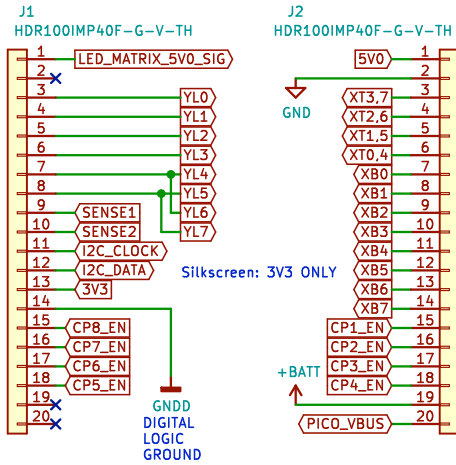 J1
HDR100IMP40F-G-V-TH
1 LED_MATRIX_5V0_SIG
2
3 YL0
4 YL1
5 YL2
6 YL3
7 YL4
8 YL5
9 SENSE1 YL6
10 SENSE2 YL7
11 I2C_CLOCK
12 I2C_DATA
13 3V3
14
15 CP8_EN
16 CP7_EN
17 CP6_EN
18 CP5_EN
19
20
GNDD
DIGITAL
LOGIC
GROUND
Silkscreen: 3V3 ONLY
J2
HDR100IMP40F-G-V-TH
5V0 1
2
GND
XT3,7 3
XT2,6 4
XT1,5 5
XT0,4 6
XB0 7
XB1 8
XB2 9
XB3 10
XB4 11
XB5 12
XB6 13
XB7 14
CP1_EN 15
CP2_EN 16
CP3_EN 17
CP4_EN 18
+BATT
19
PICO_VBUS 20